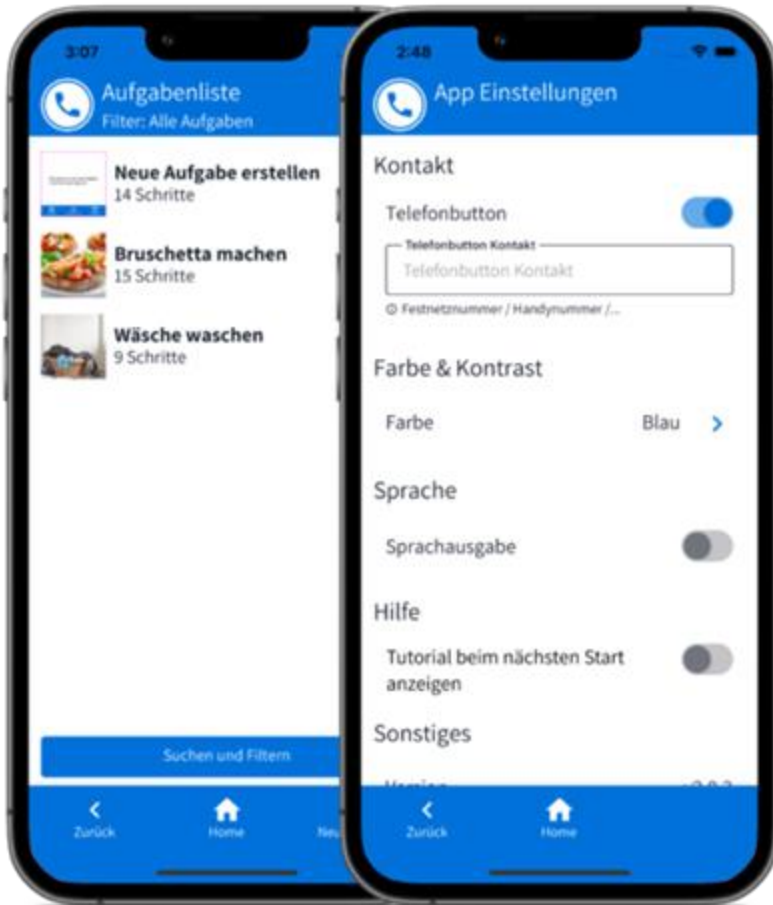 3:07
Aufgabenliste
Filter: Alle Aufgaben
Neue Aufgabe erstellen
14 Schritte
Bruschetta machen
15 Schritte
Wäsche waschen
9 Schritte
Suchen und Filtern
Zurück
Home
2:48
App Einstellungen
Kontakt
Telefonbutton
Telefonbutton Kontakt
Telefonbutton Kontakt
Festnetznummer / Handynummer /...
Farbe & Kontrast
Farbe Blau
Sprache
Sprachausgabe
Hilfe
Tutorial beim nächsten Start
anzeigen
Sonstiges
Version
Zurück
Home